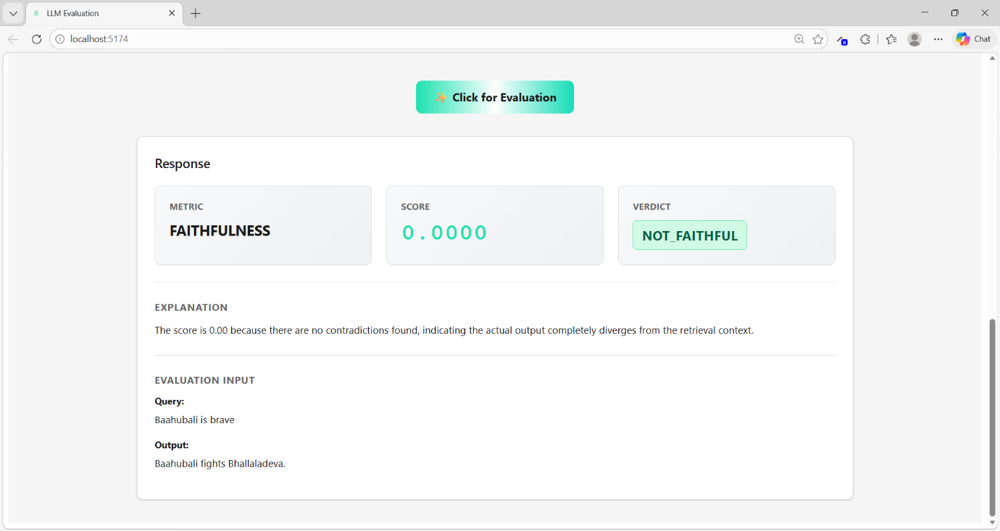 LLM Evaluation
localhost:5174
0
Chat
✨ Click for Evaluation
Response
METRIC
FAITHFULNESS
SCORE
0.0000
VERDICT
NOT_FAITHFUL
EXPLANATION
The score is 0.00 because there are no contradictions found, indicating the actual output completely diverges from the retrieval context.
EVALUATION INPUT
Query:
Baahubali is brave
Output:
Baahubali fights Bhallaladeva.